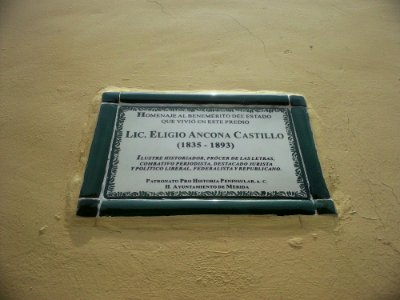 HOMENAJE AL BENEMÉRITO DEL ESTADO
QUE VIVIÓ EN ESTE PREDIO
LIC. ELIGIO ANCONA CASTILLO
(1835 - 1893)
ILUSTRE HISTORIADOR, PRÓCER DE LAS LETRAS,
COMBATIVO PERIODISTA, DESTACADO JURISTA
Y POLÍTICO LIBERAL, FEDERALISTA Y REPUBLICANO.
PATRONATO PRO HISTORIA PENINSULAR, A. C.
H. AYUNTAMIENTO DE MÉRIDA